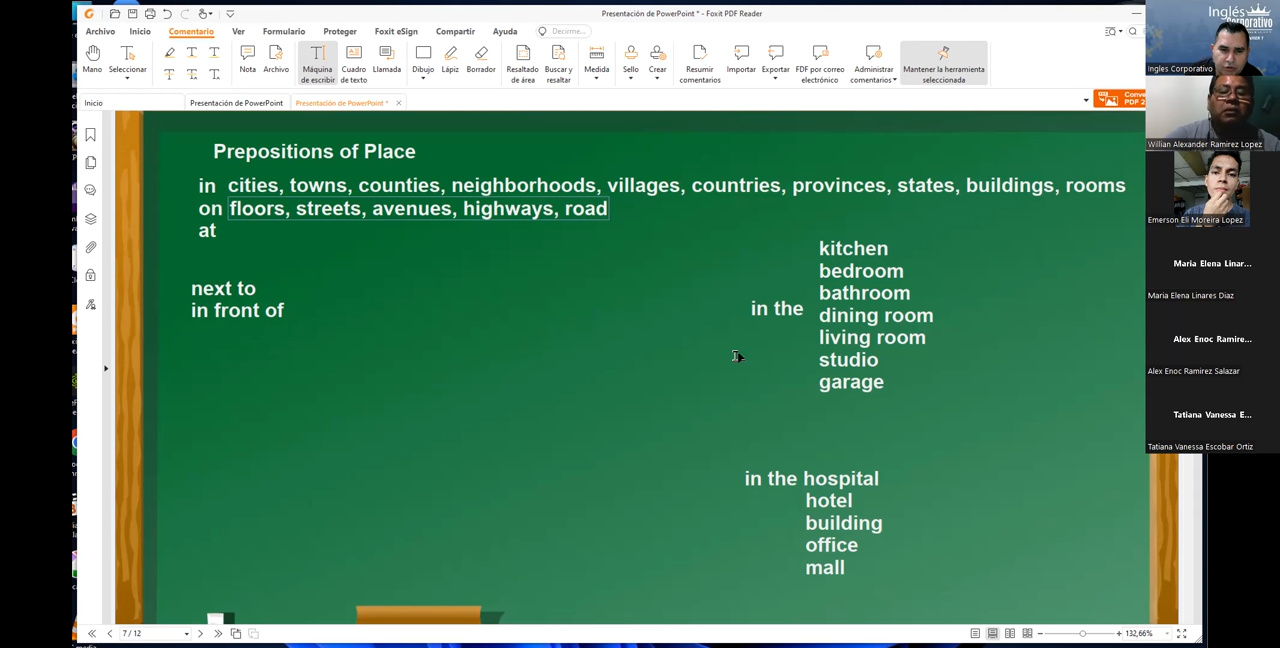 Presentación de PowerPoint * - Foxit PDF Reader
Archivo Inicio Comentario Ver Formulario Proteger Foxit eSign Compartir Ayuda Decirme...
Mano Seleccionar Nota Archivo Máquina de escribir Cuadro de texto Llamada Dibujo Lápiz Borrador Resaltado de área Buscar y resaltar Medida Sello Crear Resumir comentarios Importar Exportar FDF por correo electrónico Administrar comentarios Mantener la herramienta seleccionada
Inicio Presentación de PowerPoint Presentación de PowerPoint *
Prepositions of Place
in cities, towns, counties, neighborhoods, villages, countries, provinces, states, buildings, rooms
on floors, streets, avenues, highways, road
at
next to
in front of
in the
kitchen
bedroom
bathroom
dining room
living room
studio
garage
in the hospital
hotel
building
office
mall
7 / 12
132,66%
Inglés
Corporativo
Ingles Corporativo
Willian Alexander Ramirez Lopez
Emerson Eli Moreira Lopez
Maria Elena Linar...
Maria Elena Linares Diaz
Alex Enoc Ramire...
Alex Enoc Ramirez Salazar
Tatiana Vanessa E...
Tatiana Vanessa Escobar Ortiz